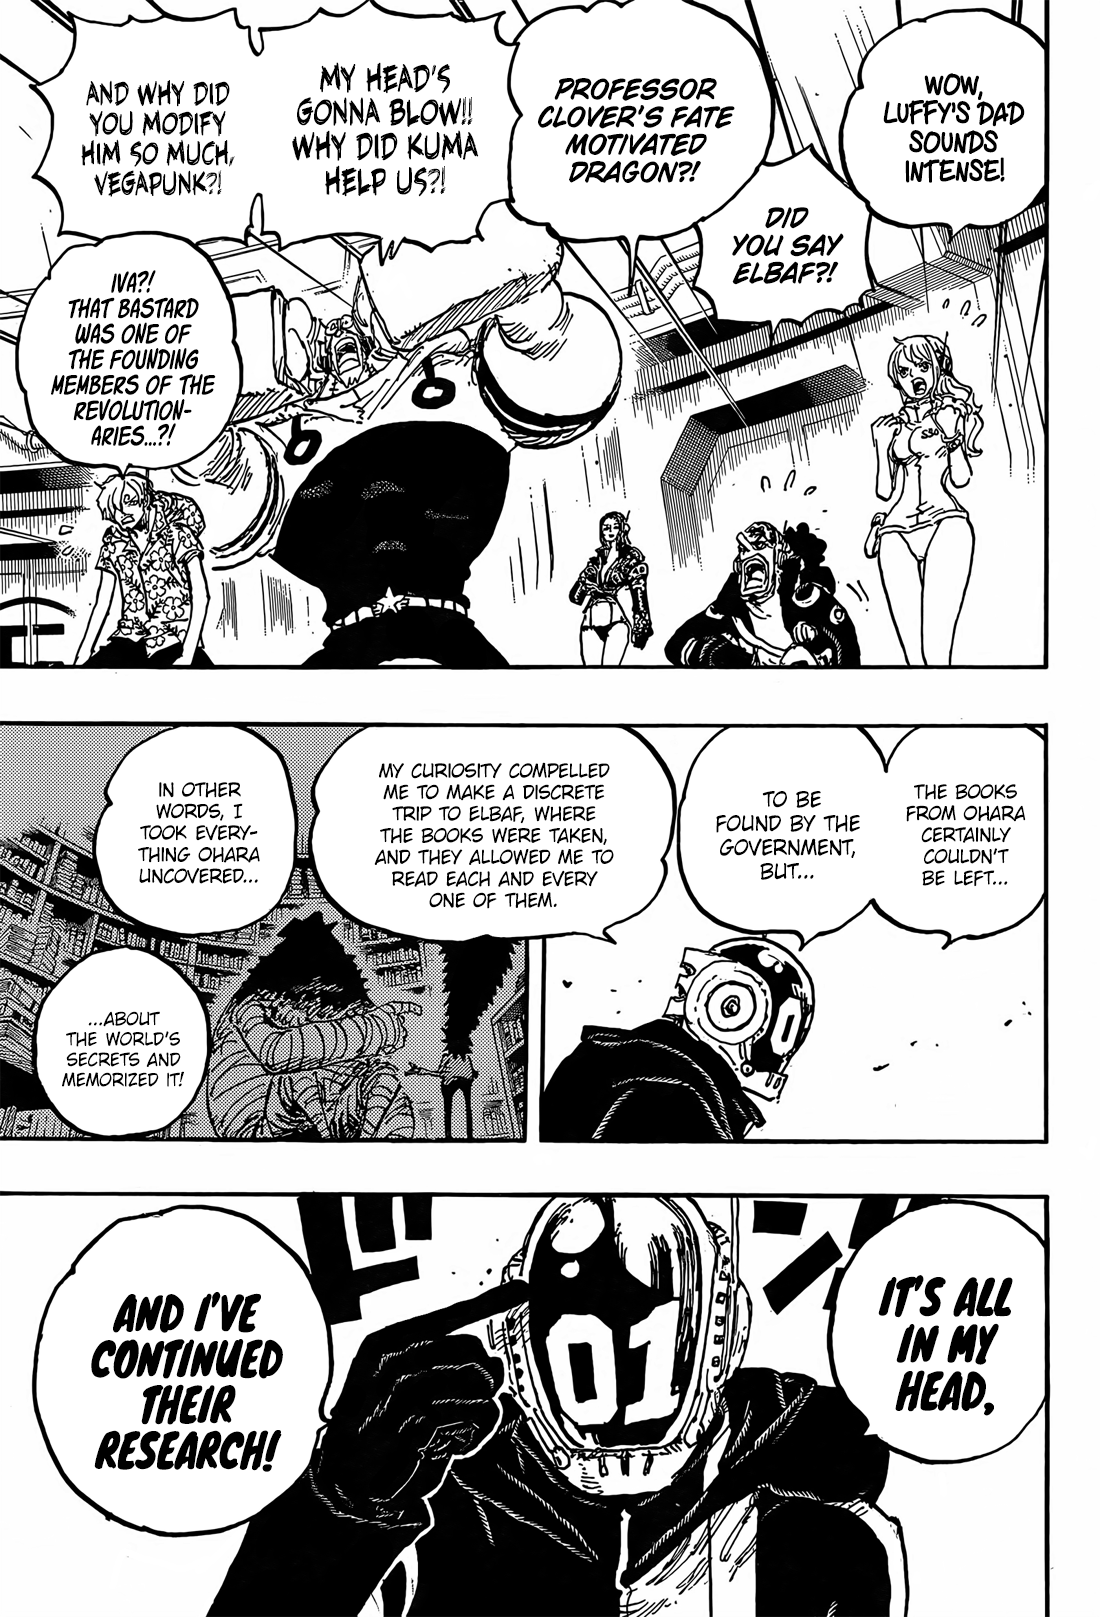 WOW,
LUFFY'S DAD
SOUNDS
INTENSE!
DID
YOU SAY
ELBAF?!
PROFESSOR
CLOVER'S FATE
MOTIVATED
DRAGON?!
MY HEAD'S
GONNA BLOW!!
WHY DID KUMA
HELP US?!
AND WHY DID
YOU MODIFY
HIM SO MUCH,
VEGAPUNK?!
IVA?!
THAT BASTARD
WAS ONE OF
THE FOUNDING
MEMBERS OF THE
REVOLUTION-
ARIES...?!
THE BOOKS
FROM OHARA
CERTAINLY
COULDN'T
BE LEFT...
TO BE
FOUND BY THE
GOVERNMENT,
BUT...
MY CURIOSITY COMPELLED
ME TO MAKE A DISCRETE
TRIP TO ELBAF, WHERE
THE BOOKS WERE TAKEN,
AND THEY ALLOWED ME TO
READ EACH AND EVERY
ONE OF THEM.
IN OTHER
WORDS, I
TOOK EVERY-
THING OHARA
UNCOVERED...
...ABOUT
THE WORLD'S
SECRETS AND
MEMORIZED IT!
IT'S ALL
IN MY
HEAD,
ドン
01
AND I'VE
CONTINUED
THEIR
RESEARCH!